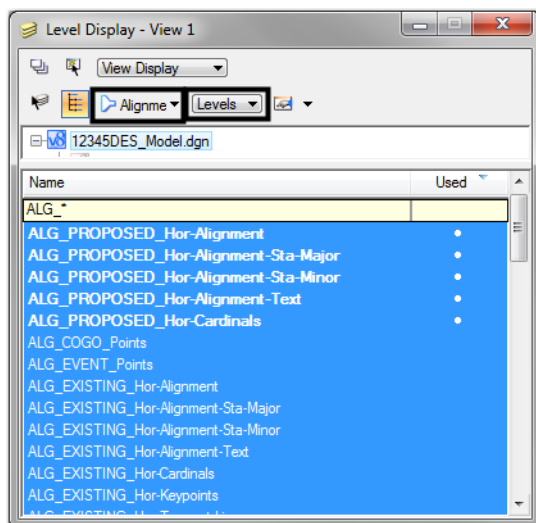 Level Display - View 1
View Display
Alignme Levels
12345DES_Model.dgn
Name Used
ALG_*
ALG_PROPOSED_Hor-Alignment
ALG_PROPOSED_Hor-Alignment-Sta-Major
ALG_PROPOSED_Hor-Alignment-Sta-Minor
ALG_PROPOSED_Hor-Alignment-Text
ALG_PROPOSED_Hor-Cardinals
ALG_COGO_Points
ALG_EVENT_Points
ALG_EXISTING_Hor-Alignment
ALG_EXISTING_Hor-Alignment-Sta-Major
ALG_EXISTING_Hor-Alignment-Sta-Minor
ALG_EXISTING_Hor-Alignment-Text
ALG_EXISTING_Hor-Cardinals
ALG_EXISTING_Hor-Keypoints